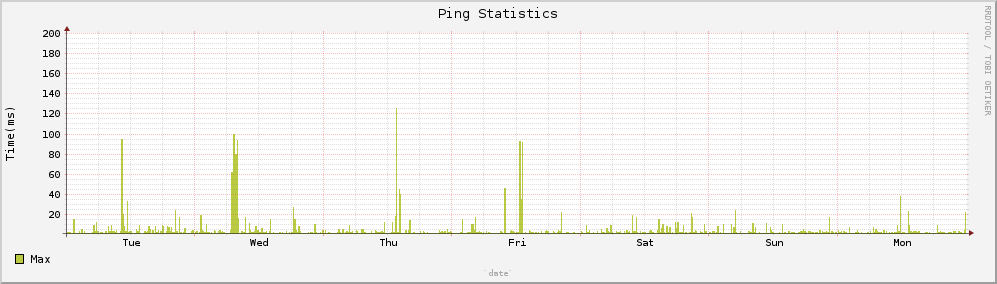 Ping Statistics
RRDTOOL / TOBI OETIKER
Time(ms)
200
180
160
140
120
100
80
60
40
20
Tue Wed Thu Fri Sat Sun Mon
Max
`date`